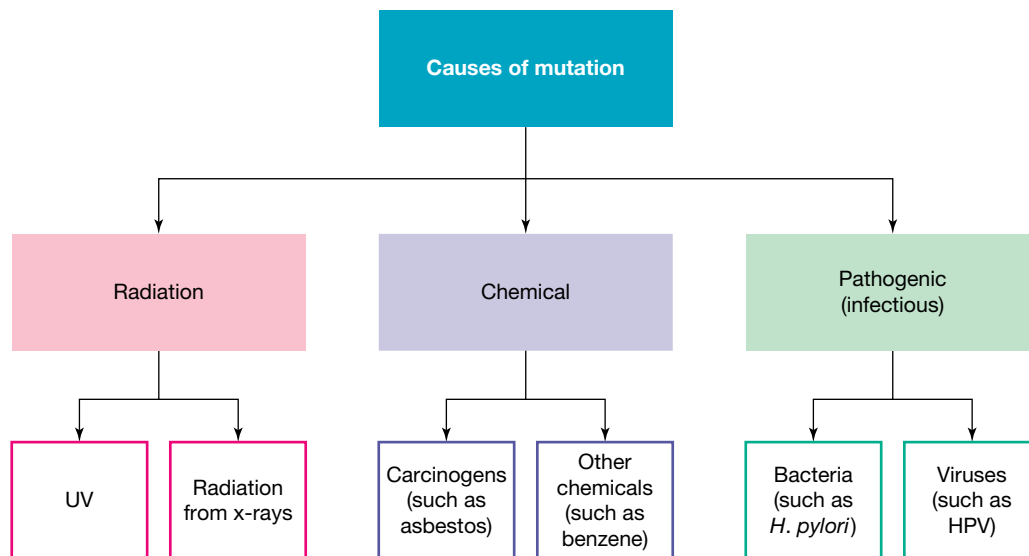 Causes of mutation
Radiation
Chemical
Pathogenic
(infectious)
UV
Radiation
from x-rays
Carcinogens
(such as
asbestos)
Other
chemicals
(such as
benzene)
Bacteria
(such as
H. pylori)
Viruses
(such as
HPV)